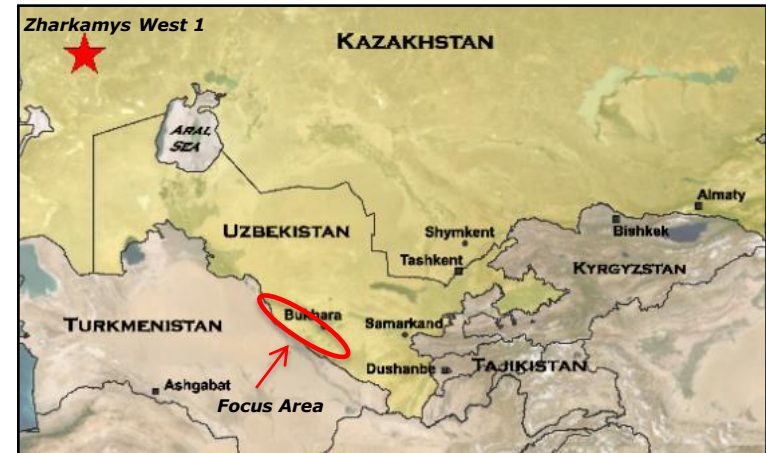 Zharkamys West 1
KAZAKHSTAN
ARAL
SEA
Almaty
UZBEKISTAN
Shymkent
Bishkek
Tashkent
KYRGYZSTAN
Bukhara
TURKMENISTAN
Samarkand
Dushanbe
TAJIKISTAN
Ashgabat
Focus Area